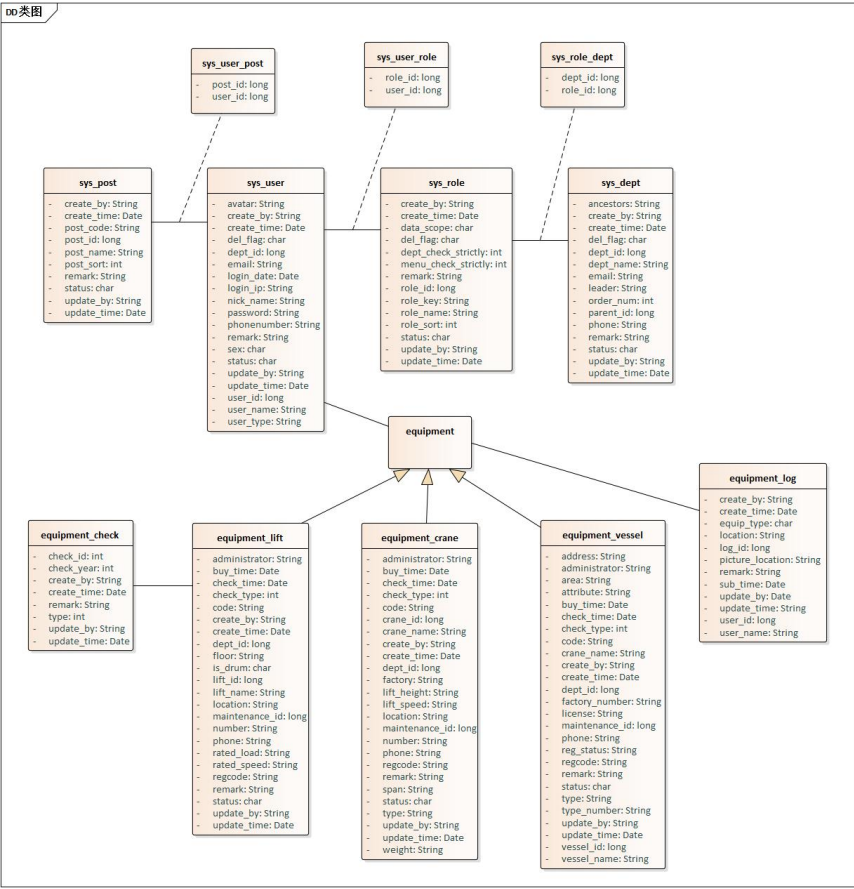 DD类图
sys_user_post
- post_id: long
- user_id: long
sys_user_role
- role_id: long
- user_id: long
sys_role_dept
- dept_id: long
- role_id: long
sys_post
- create_by: String
- create_time: Date
- post_code: String
- post_id: long
- post_name: String
- post_sort: int
- remark: String
- status: char
- update_by: String
- update_time: Date
sys_user
- avatar: String
- create_by: String
- create_time: Date
- del_flag: char
- dept_id: long
- email: String
- login_date: Date
- login_ip: String
- nick_name: String
- password: String
- phonenumber: String
- remark: String
- sex: char
- status: char
- update_by: String
- update_time: Date
- user_id: long
- user_name: String
- user_type: String
sys_role
- create_by: String
- create_time: Date
- data_scope: char
- del_flag: char
- dept_check_strictly: int
- menu_check_strictly: int
- remark: String
- role_id: long
- role_key: String
- role_name: String
- role_sort: int
- status: char
- update_by: String
- update_time: Date
sys_dept
- ancestors: String
- create_by: String
- create_time: Date
- del_flag: char
- dept_id: long
- dept_name: String
- email: String
- leader: String
- order_num: int
- parent_id: long
- phone: String
- remark: String
- status: char
- update_by: String
- update_time: Date
equipment
equipment_log
- create_by: String
- create_time: Date
- equip_type: char
- location: String
- log_id: long
- picture_location: String
- remark: String
- sub_time: Date
- update_by: Date
- update_time: String
- user_id: long
- user_name: String
equipment_check
- check_id: int
- check_year: int
- create_by: String
- create_time: Date
- remark: String
- type: int
- update_by: String
- update_time: Date
equipment_lift
- administrator: String
- buy_time: Date
- check_time: Date
- check_type: int
- code: String
- create_by: String
- create_time: Date
- dept_id: long
- floor: String
- is_drum: char
- lift_id: long
- lift_name: String
- location: String
- maintenance_id: long
- number: String
- phone: String
- rated_load: String
- rated_speed: String
- regcode: String
- remark: String
- status: char
- update_by: String
- update_time: Date
equipment_crane
- administrator: String
- buy_time: Date
- check_time: Date
- check_type: int
- code: String
- crane_id: long
- crane_name: String
- create_by: String
- create_time: Date
- dept_id: long
- factory: String
- lift_height: String
- lift_speed: String
- location: String
- maintenance_id: long
- number: String
- phone: String
- regcode: String
- remark: String
- span: String
- status: char
- type: String
- update_by: String
- update_time: Date
- weight: String
equipment_vessel
- address: String
- administrator: String
- area: String
- attribute: String
- buy_time: Date
- check_time: Date
- check_type: int
- code: String
- crane_name: String
- create_by: String
- create_time: Date
- dept_id: long
- factory_number: String
- license: String
- maintenance_id: long
- phone: String
- reg_status: String
- regcode: String
- remark: String
- status: char
- type: String
- type_number: String
- update_by: String
- update_time: Date
- vessel_id: long
- vessel_name: String